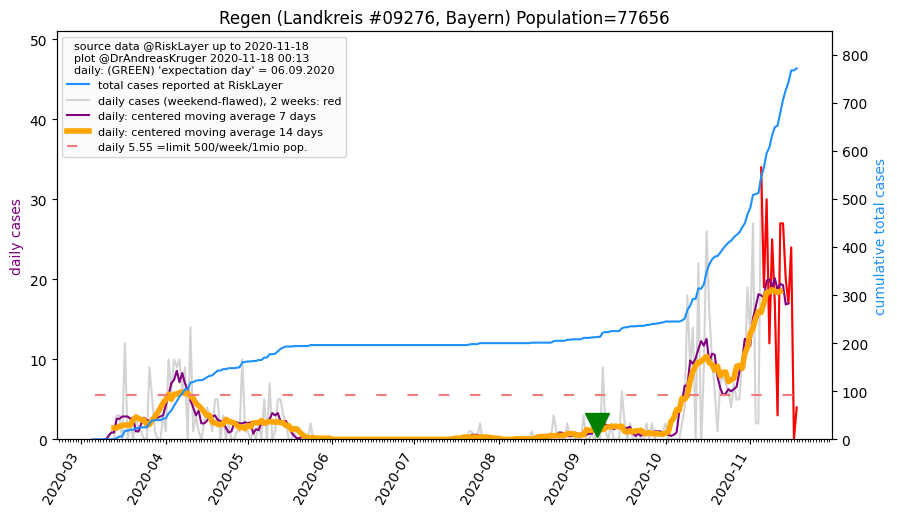 Regen (Landkreis #09276, Bayern) Population=77656
source data @RiskLayer up to 2020-11-18
plot @DrAndreasKruger 2020-11-18 00:13
daily: (GREEN) 'expectation day' = 06.09.2020
total cases reported at RiskLayer
daily cases (weekend-flawed), 2 weeks: red
daily: centered moving average 7 days
daily: centered moving average 14 days
daily 5.55 =limit 500/week/1mio pop.
daily cases
50
40
30
20
10
0
cumulative total cases
800
700
600
500
400
300
200
100
0
2020-03
2020-04
2020-05
2020-06
2020-07
2020-08
2020-09
2020-10
2020-11